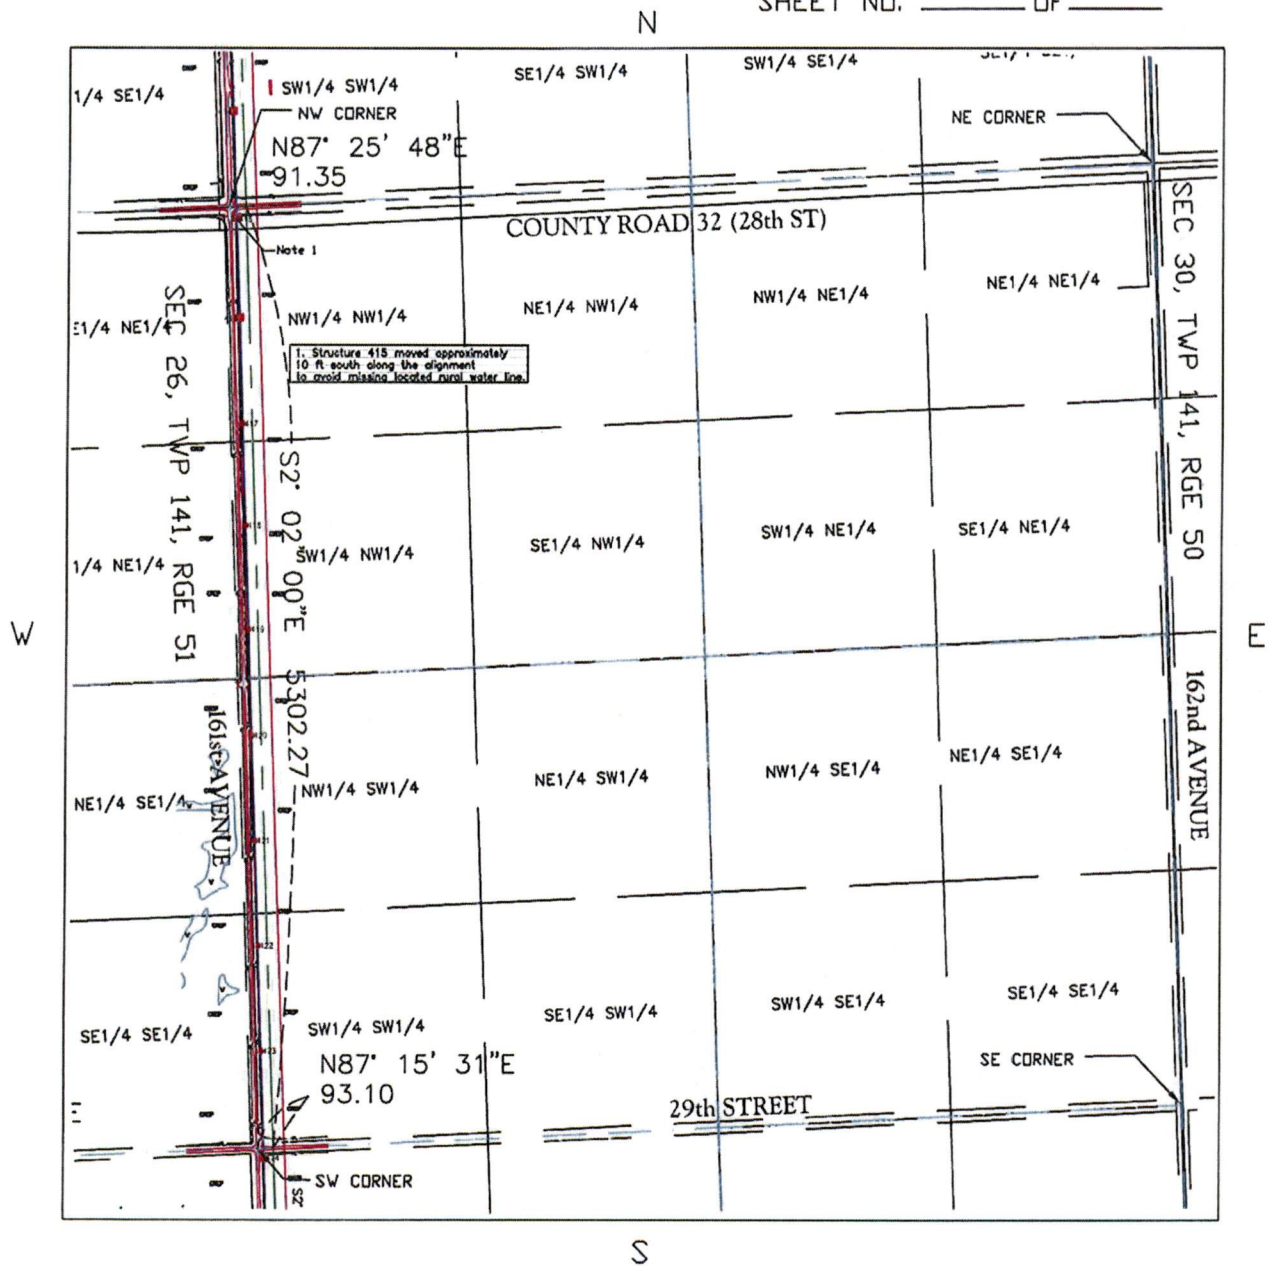 SHEET NO. ________ OF ________
N
1/4 SE1/4
SW1/4 SW1/4
SE1/4 SW1/4
SW1/4 SE1/4
NW CORNER
NE CORNER
N87° 25' 48"E
91.35
COUNTY ROAD 32 (28th ST)
Note 1
E1/4 NE1/4
NW1/4 NW1/4
NE1/4 NW1/4
NW1/4 NE1/4
NE1/4 NE1/4
1. Structure 415 moved approximately
10 ft south along the alignment
to avoid missing located rural water line.
SEC 26, TWP 141, RGE 51
SEC 30, TWP 141, RGE 50
S2° 02' 00"E 5302.27
1/4 NE1/4
SW1/4 NW1/4
SE1/4 NW1/4
SW1/4 NE1/4
SE1/4 NE1/4
W
E
161st AVENUE
162nd AVENUE
NE1/4 SE1/4
NW1/4 SW1/4
NE1/4 SW1/4
NW1/4 SE1/4
NE1/4 SE1/4
SE1/4 SE1/4
SW1/4 SW1/4
SE1/4 SW1/4
SW1/4 SE1/4
SE1/4 SE1/4
N87° 15' 31"E
93.10
SE CORNER
29th STREET
SW CORNER
S2°
S